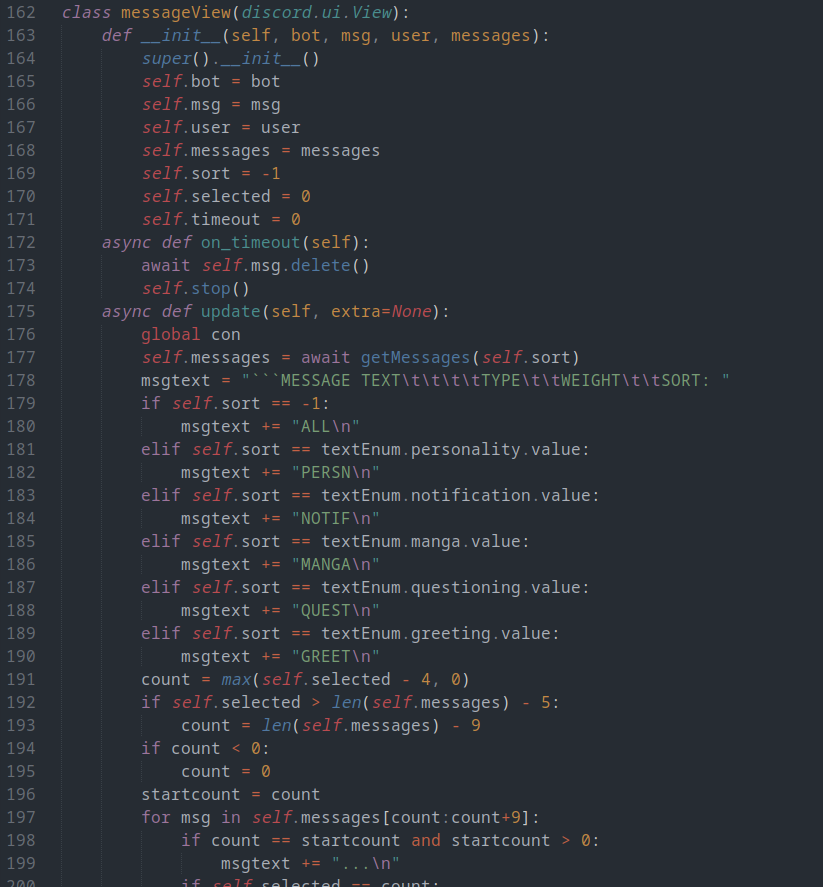 162 class messageView(discord.ui.View):
163     def __init__(self, bot, msg, user, messages):
164         super().__init__()
165         self.bot = bot
166         self.msg = msg
167         self.user = user
168         self.messages = messages
169         self.sort = -1
170         self.selected = 0
171         self.timeout = 0
172     async def on_timeout(self):
173         await self.msg.delete()
174         self.stop()
175     async def update(self, extra=None):
176         global con
177         self.messages = await getMessages(self.sort)
178         msgtext = "```MESSAGE TEXT\t\t\t\tTYPE\t\tWEIGHT\t\tSORT: "
179         if self.sort == -1:
180             msgtext += "ALL\n"
181         elif self.sort == textEnum.personality.value:
182             msgtext += "PERSN\n"
183         elif self.sort == textEnum.notification.value:
184             msgtext += "NOTIF\n"
185         elif self.sort == textEnum.manga.value:
186             msgtext += "MANGA\n"
187         elif self.sort == textEnum.questioning.value:
188             msgtext += "QUEST\n"
189         elif self.sort == textEnum.greeting.value:
190             msgtext += "GREET\n"
191         count = max(self.selected - 4, 0)
192         if self.selected > len(self.messages) - 5:
193             count = len(self.messages) - 9
194         if count < 0:
195             count = 0
196         startcount = count
197         for msg in self.messages[count:count+9]:
198             if count == startcount and startcount > 0:
199                 msgtext += "...\n"
200             if self.selected == count: